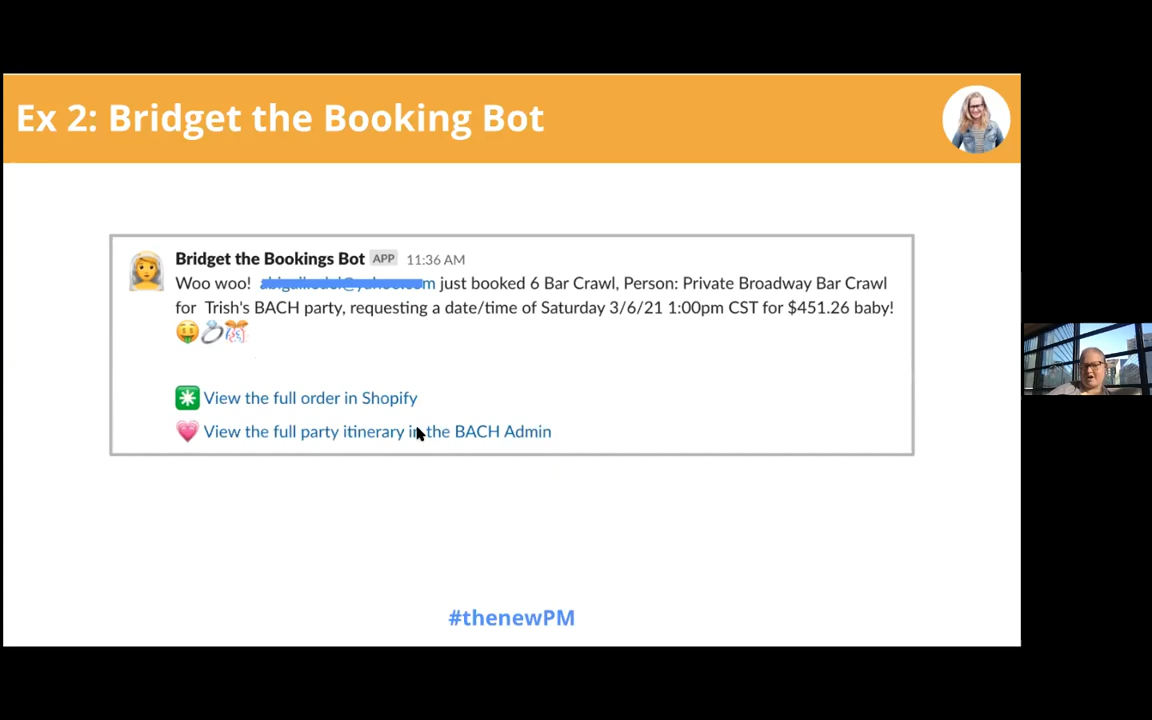 Ex 2: Bridget the Booking Bot
Bridget the Bookings Bot APP 11:36 AM
Woo woo! just booked 6 Bar Crawl, Person: Private Broadway Bar Crawl
for Trish's BACH party, requesting a date/time of Saturday 3/6/21 1:00pm CST for $451.26 baby!
View the full order in Shopify
View the full party itinerary in the BACH Admin
#thenewPM